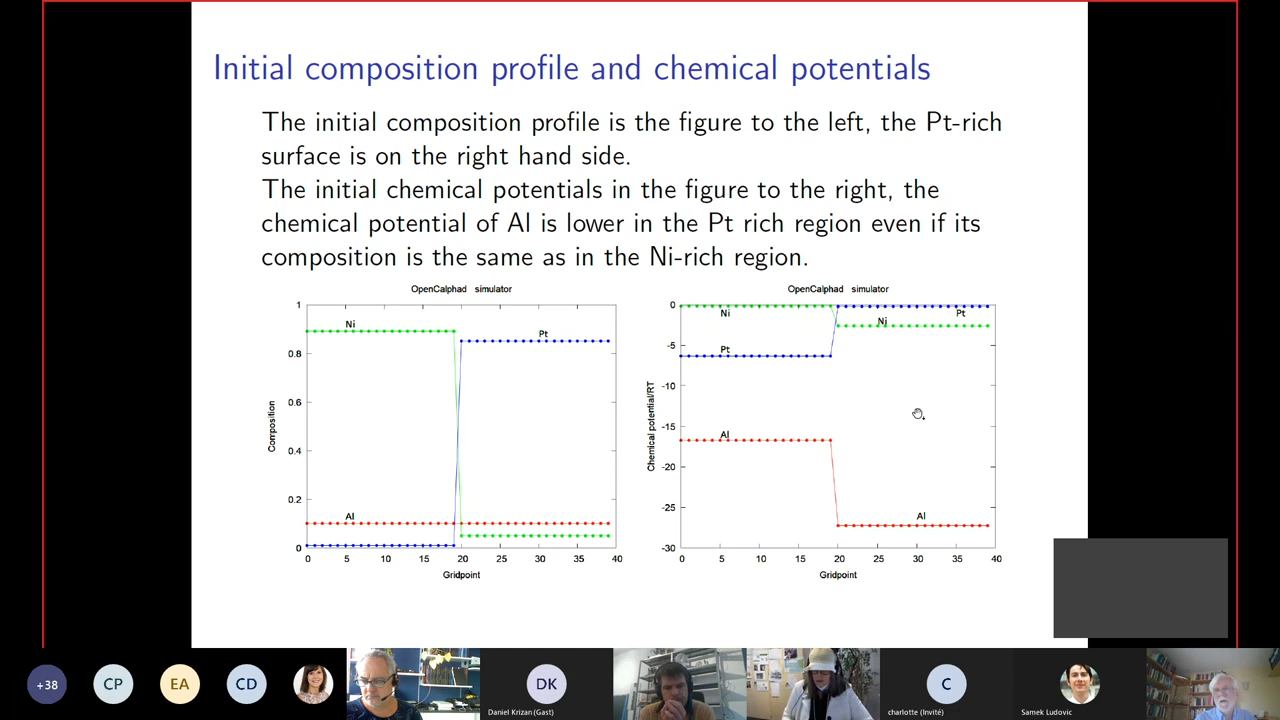 Initial composition profile and chemical potentials
The initial composition profile is the figure to the left, the Pt-rich
surface is on the right hand side.
The initial chemical potentials in the figure to the right, the
chemical potential of Al is lower in the Pt rich region even if its
composition is the same as in the Ni-rich region.
OpenCalphad simulator
1
0.8
0.6
0.4
0.2
0
Composition
Ni
Pt
Al
0 5 10 15 20 25 30 35 40
Gridpoint
OpenCalphad simulator
0
-5
-10
-15
-20
-25
-30
Chemical potential/RT
Ni
Ni
Pt
Pt
Al
Al
0 5 10 15 20 25 30 35 40
Gridpoint
+38
CP
EA
CD
DK
Daniel Krizan (Gast)
C
charlotte (Invité)
Samek Ludovic